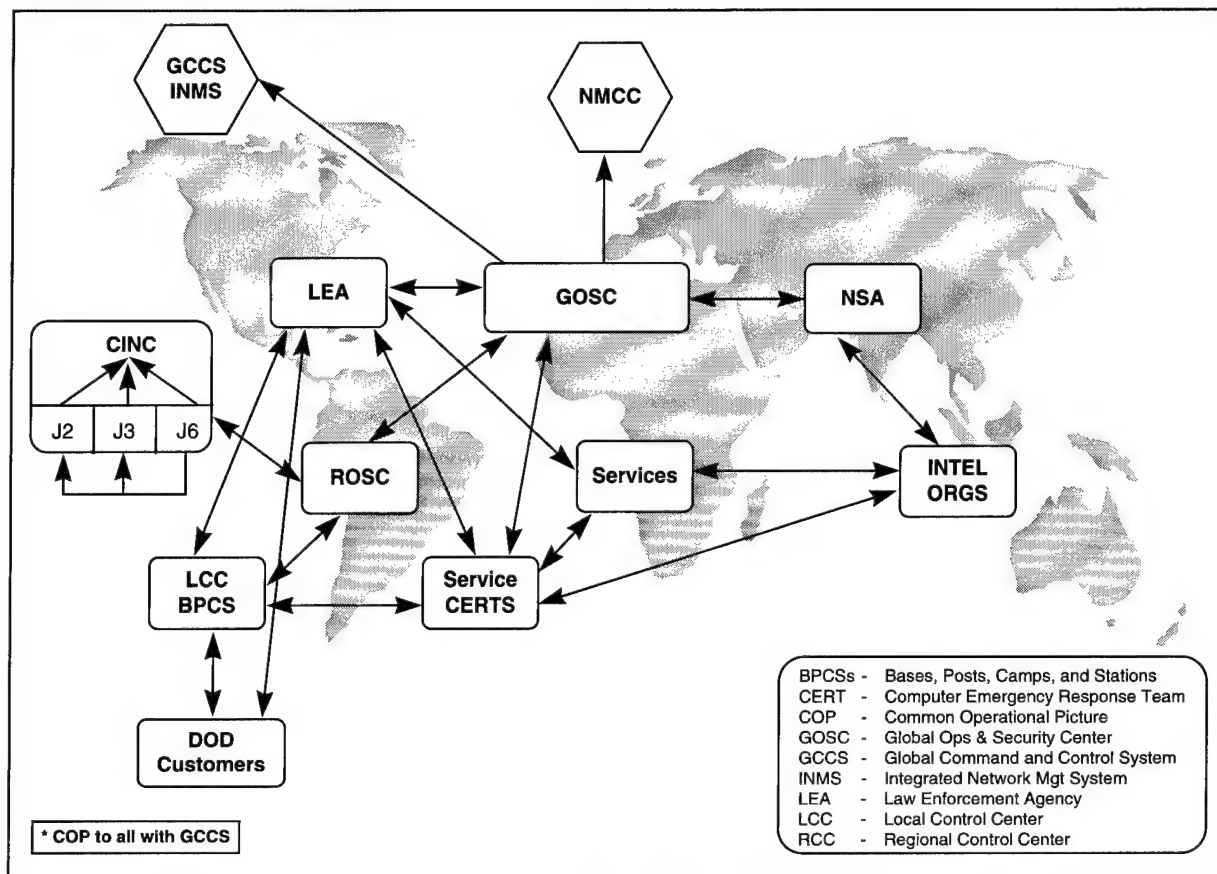 GCCS
INMS
NMCC
LEA
GOSC
NSA
CINC
J2
J3
J6
ROSC
Services
INTEL
ORGS
LCC
BPCS
Service
CERTS
DOD
Customers
* COP to all with GCCS
BPCSs - Bases, Posts, Camps, and Stations
CERT - Computer Emergency Response Team
COP - Common Operational Picture
GOSC - Global Ops & Security Center
GCCS - Global Command and Control System
INMS - Integrated Network Mgt System
LEA - Law Enforcement Agency
LCC - Local Control Center
RCC - Regional Control Center